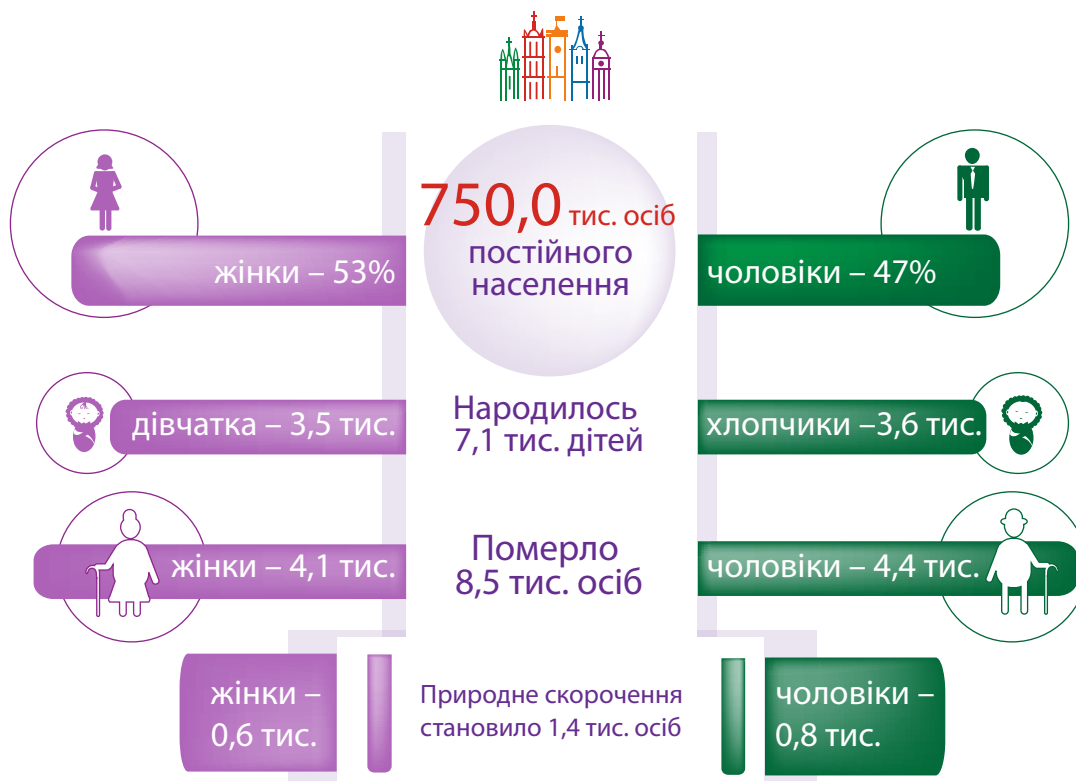 750,0 тис. осіб
постійного
населення
жінки – 53%
чоловіки – 47%
Народилось
7,1 тис. дітей
дівчатка – 3,5 тис.
хлопчики –3,6 тис.
Померло
8,5 тис. осіб
жінки – 4,1 тис.
чоловіки – 4,4 тис.
Природне скорочення
становило 1,4 тис. осіб
жінки –
0,6 тис.
чоловіки –
0,8 тис.